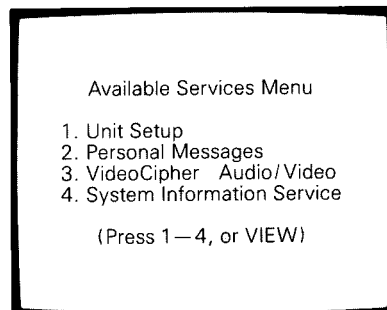 Available Services Menu
1. Unit Setup
2. Personal Messages
3. VideoCipher Audio/Video
4. System Information Service
(Press 1—4, or VIEW)